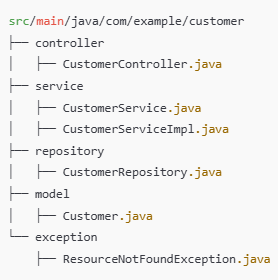 src/main/java/com/example/customer
├── controller
│   ├── CustomerController.java
├── service
│   ├── CustomerService.java
│   ├── CustomerServiceImpl.java
├── repository
│   ├── CustomerRepository.java
├── model
│   ├── Customer.java
└── exception
    ├── ResourceNotFoundException.java